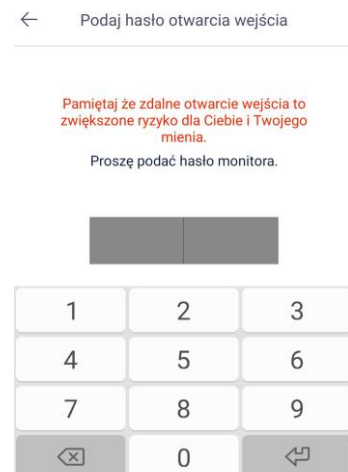 Podaj hasło otwarcia wejścia
Pamiętaj że zdalne otwarcie wejścia to
zwiększone ryzyko dla Ciebie i Twojego
mienia.
Proszę podać hasło monitora.
1 2 3
4 5 6
7 8 9
0